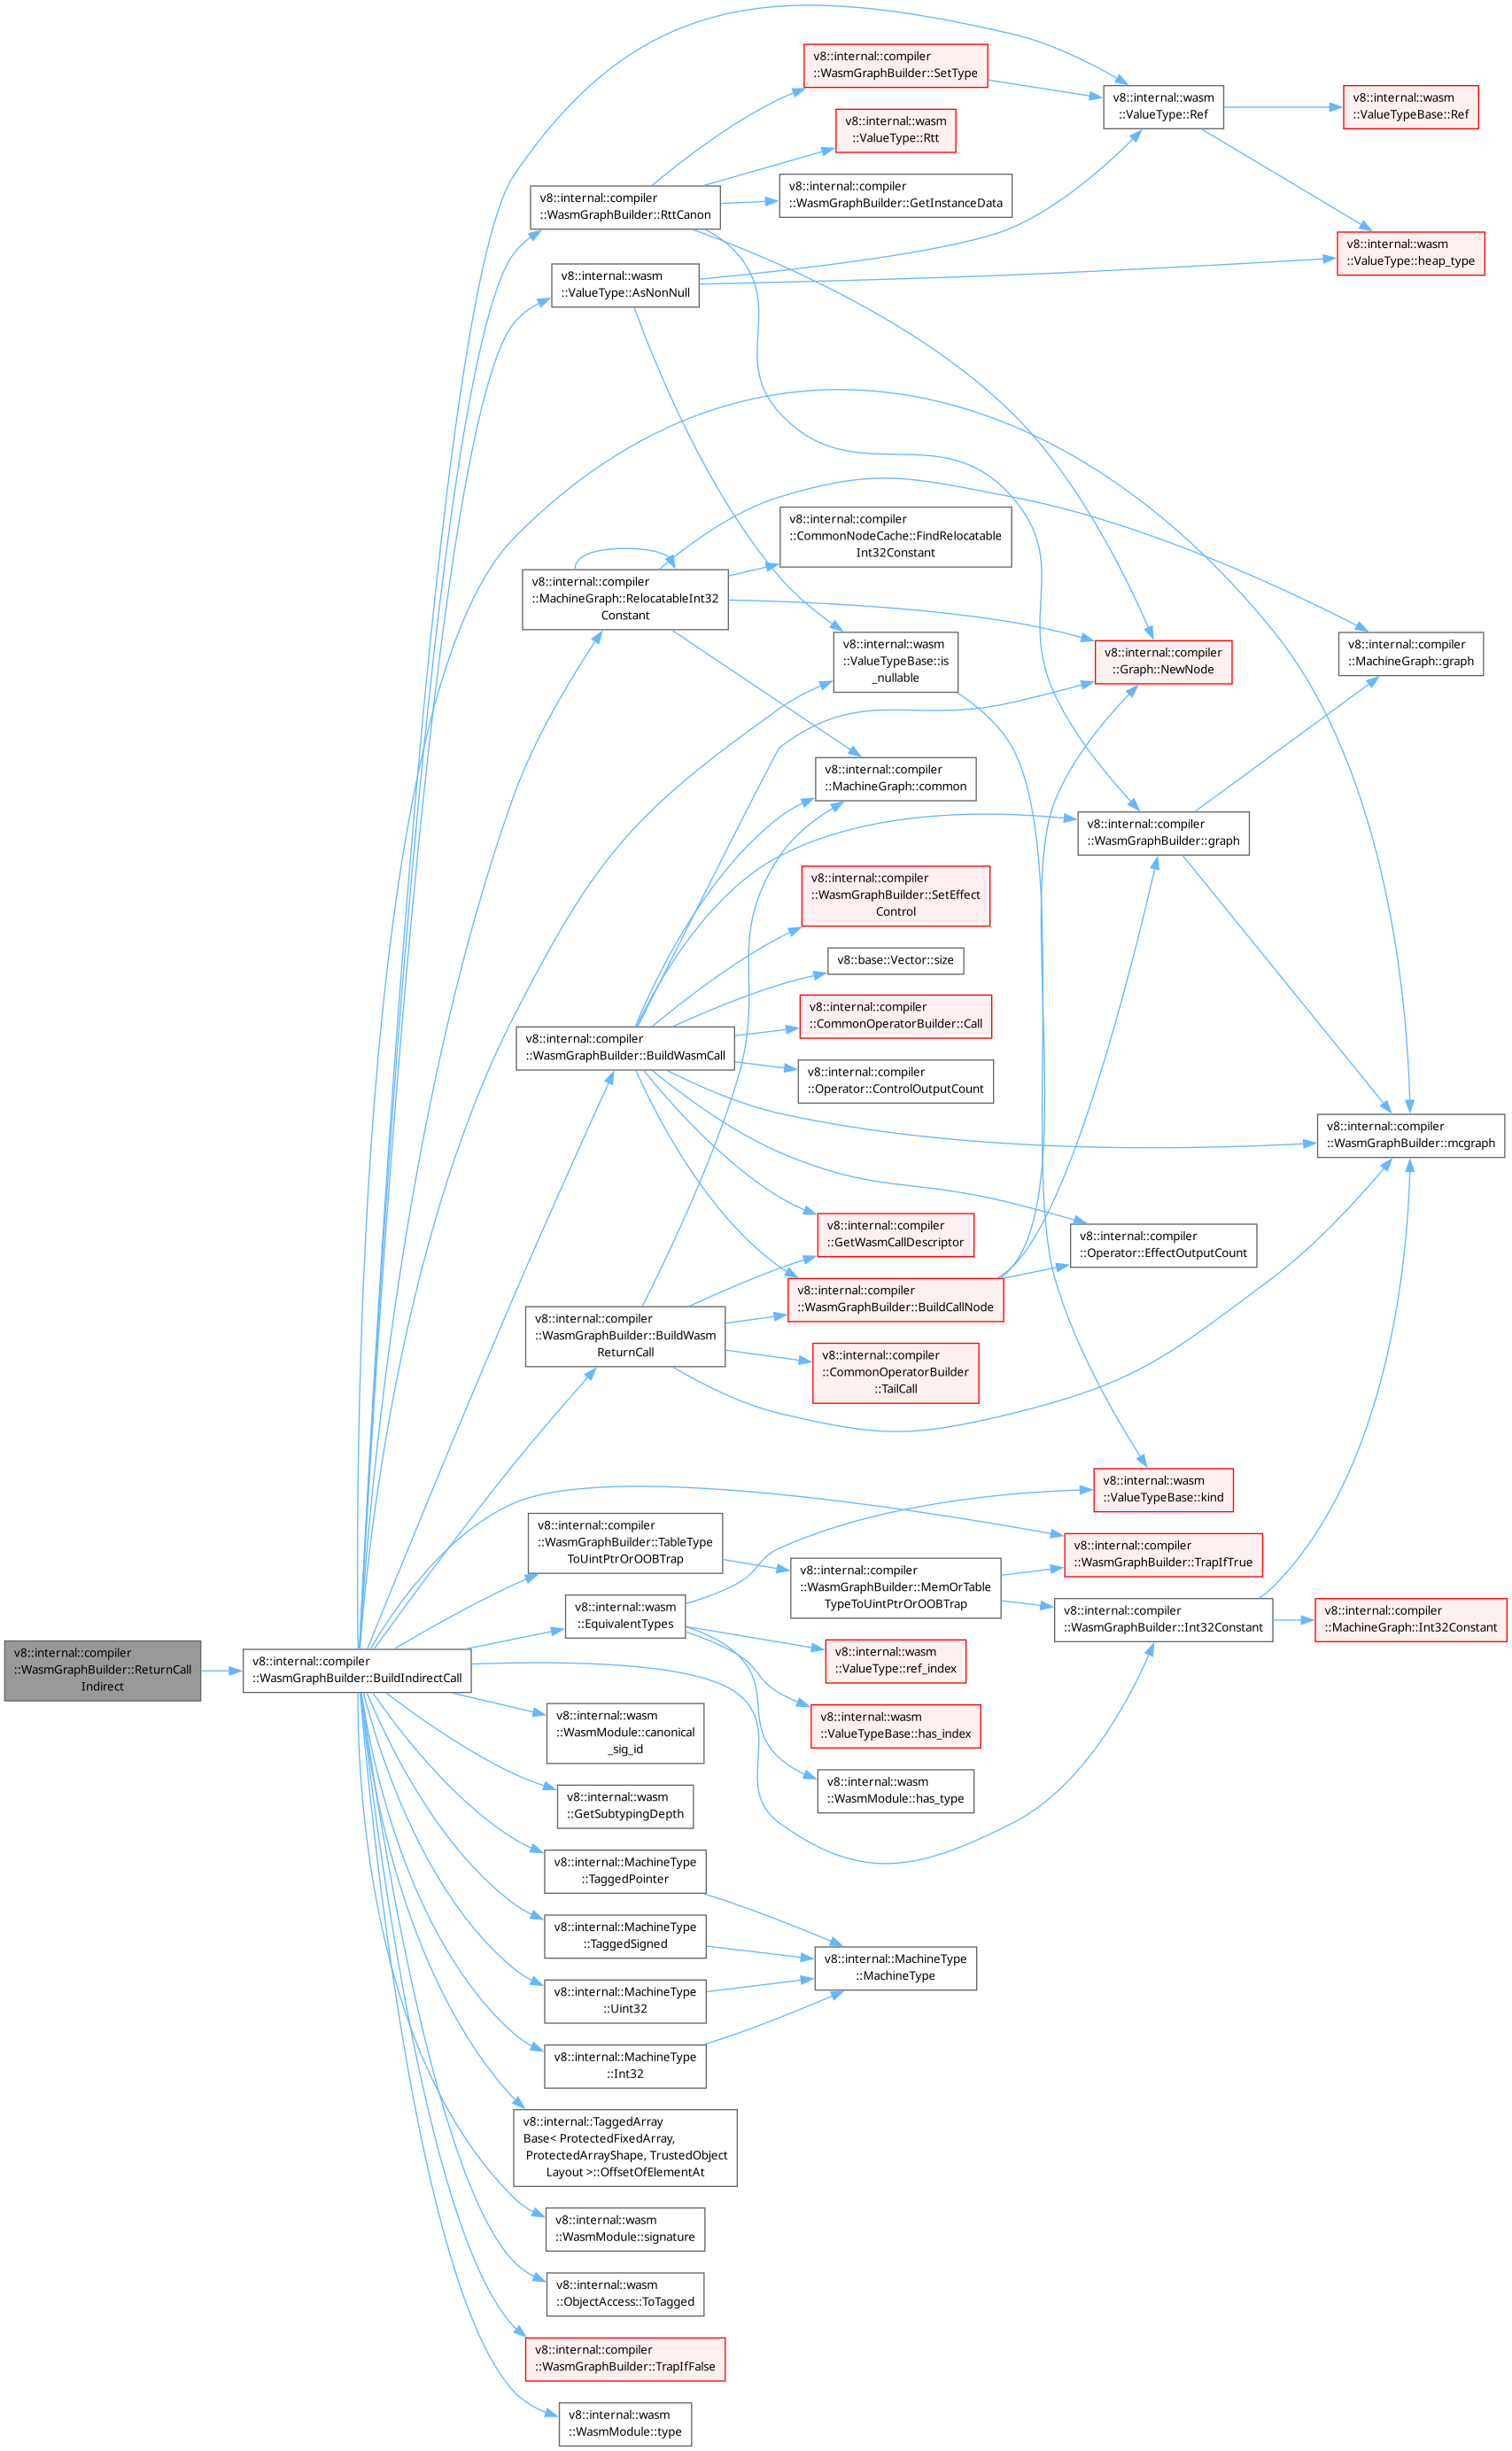 v8::internal::compiler
::WasmGraphBuilder::SetType
v8::internal::wasm
::ValueType::Ref
v8::internal::wasm
::ValueTypeBase::Ref
v8::internal::wasm
::ValueType::Rtt
v8::internal::compiler
::WasmGraphBuilder::RttCanon
v8::internal::compiler
::WasmGraphBuilder::GetInstanceData
v8::internal::wasm
::ValueType::heap_type
v8::internal::wasm
::ValueType::AsNonNull
v8::internal::compiler
::CommonNodeCache::FindRelocatable
Int32Constant
v8::internal::compiler
::MachineGraph::RelocatableInt32
Constant
v8::internal::wasm
::ValueTypeBase::is
_nullable
v8::internal::compiler
::Graph::NewNode
v8::internal::compiler
::MachineGraph::graph
v8::internal::compiler
::MachineGraph::common
v8::internal::compiler
::WasmGraphBuilder::graph
v8::internal::compiler
::WasmGraphBuilder::SetEffect
Control
v8::base::Vector::size
v8::internal::compiler
::CommonOperatorBuilder::Call
v8::internal::compiler
::WasmGraphBuilder::BuildWasmCall
v8::internal::compiler
::Operator::ControlOutputCount
v8::internal::compiler
::WasmGraphBuilder::mcgraph
v8::internal::compiler
::GetWasmCallDescriptor
v8::internal::compiler
::Operator::EffectOutputCount
v8::internal::compiler
::WasmGraphBuilder::BuildCallNode
v8::internal::compiler
::WasmGraphBuilder::BuildWasm
ReturnCall
v8::internal::compiler
::CommonOperatorBuilder
::TailCall
v8::internal::wasm
::ValueTypeBase::kind
v8::internal::compiler
::WasmGraphBuilder::TableType
ToUintPtrOrOOBTrap
v8::internal::compiler
::WasmGraphBuilder::TrapIfTrue
v8::internal::compiler
::WasmGraphBuilder::MemOrTable
TypeToUintPtrOrOOBTrap
v8::internal::wasm
::EquivalentTypes
v8::internal::compiler
::WasmGraphBuilder::Int32Constant
v8::internal::compiler
::MachineGraph::Int32Constant
v8::internal::compiler
::WasmGraphBuilder::ReturnCall
Indirect
v8::internal::compiler
::WasmGraphBuilder::BuildIndirectCall
v8::internal::wasm
::ValueType::ref_index
v8::internal::wasm
::WasmModule::canonical
_sig_id
v8::internal::wasm
::ValueTypeBase::has_index
v8::internal::wasm
::WasmModule::has_type
v8::internal::wasm
::GetSubtypingDepth
v8::internal::MachineType
::TaggedPointer
v8::internal::MachineType
::TaggedSigned
v8::internal::MachineType
::MachineType
v8::internal::MachineType
::Uint32
v8::internal::MachineType
::Int32
v8::internal::TaggedArray
Base< ProtectedFixedArray,
ProtectedArrayShape, TrustedObject
Layout >::OffsetOfElementAt
v8::internal::wasm
::WasmModule::signature
v8::internal::wasm
::ObjectAccess::ToTagged
v8::internal::compiler
::WasmGraphBuilder::TrapIfFalse
v8::internal::wasm
::WasmModule::type